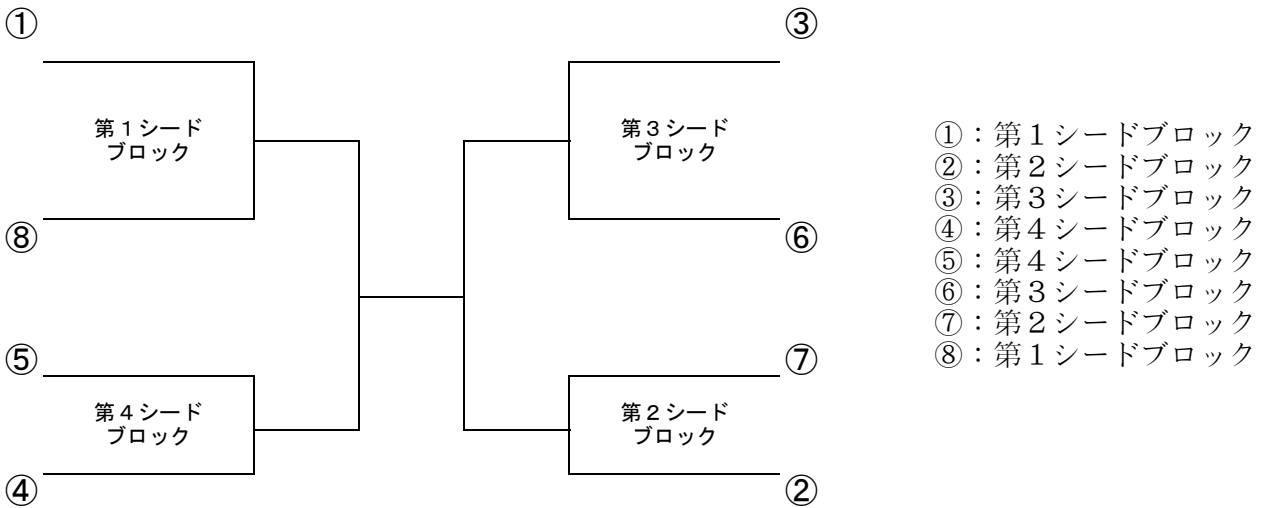 ①
③
第１シード
ブロック
第３シード
ブロック
⑧
⑥
⑤
⑦
第４シード
ブロック
第２シード
ブロック
④
②
①：第１シードブロック
②：第２シードブロック
③：第３シードブロック
④：第４シードブロック
⑤：第４シードブロック
⑥：第３シードブロック
⑦：第２シードブロック
⑧：第１シードブロック